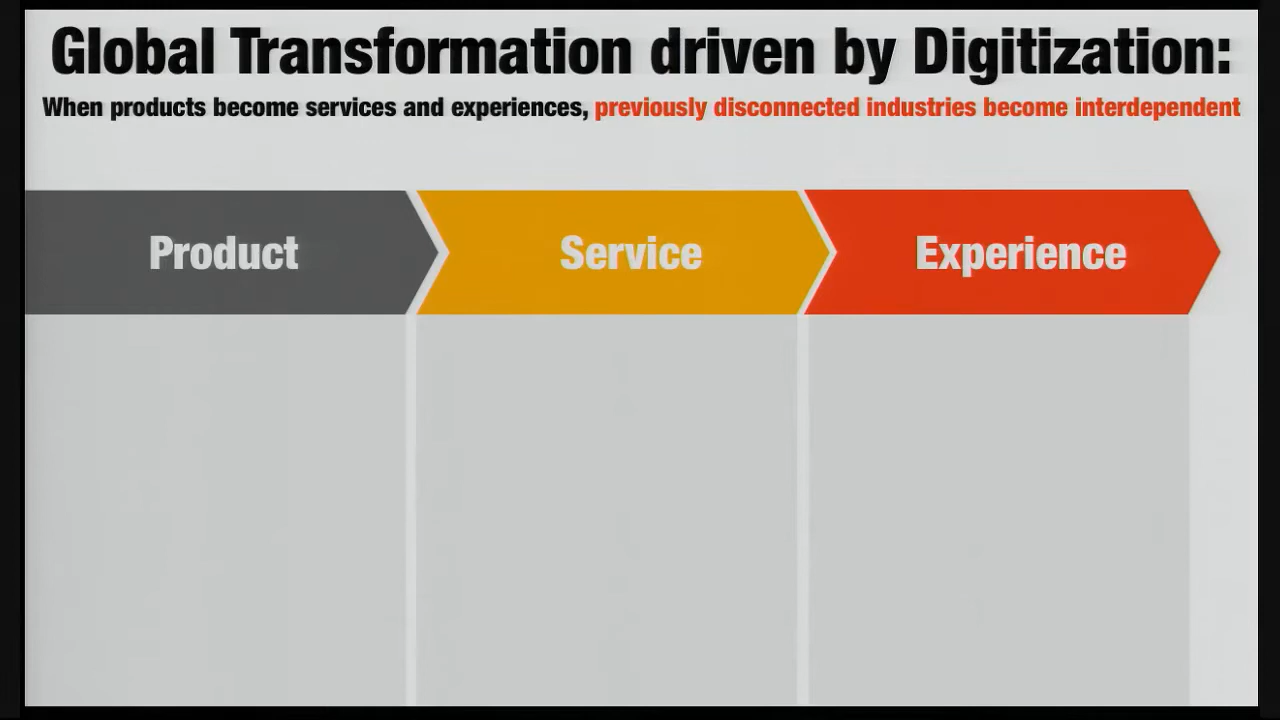 Global Transformation driven by Digitization:
When products become services and experiences, previously disconnected industries become interdependent
Product
Service
Experience